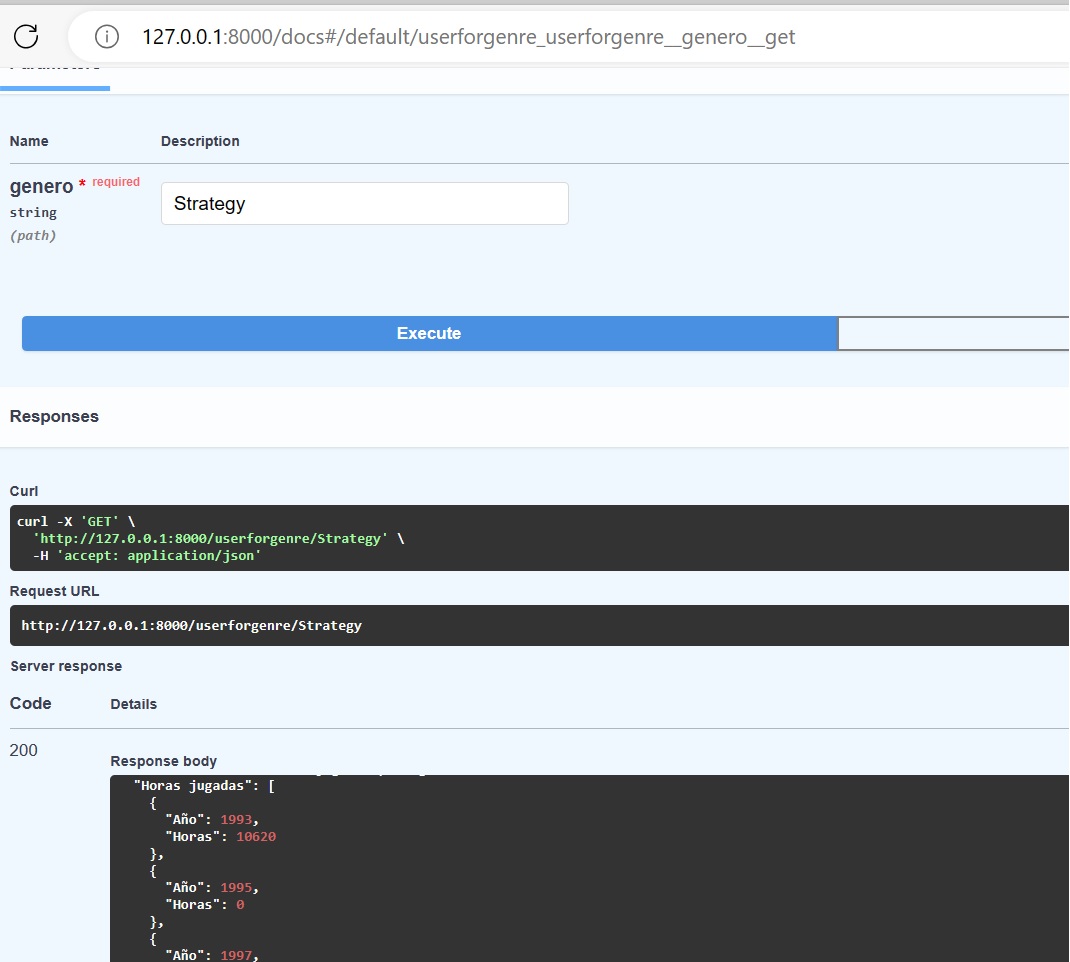 127.0.0.1:8000/docs#/default/userforgenre_userforgenre__genero__get
Parameters
Name Description
genero * required
string
(path)
Strategy
Execute
Responses
Curl
curl -X 'GET' \
'http://127.0.0.1:8000/userforgenre/Strategy' \
-H 'accept: application/json'
Request URL
http://127.0.0.1:8000/userforgenre/Strategy
Server response
Code Details
200
Response body
"Horas jugadas": [
{
"Año": 1993,
"Horas": 10620
},
{
"Año": 1995,
"Horas": 0
},
{
"Año": 1997,